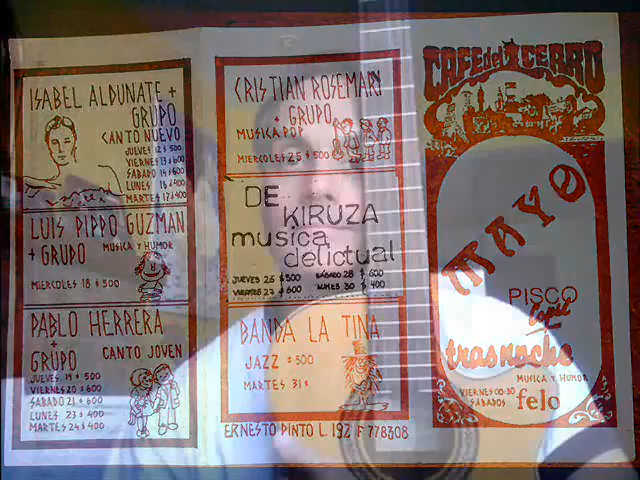 ISABEL ALDUNATE +
GRUPO
CANTO NUEVO
JUEVES 12 $ 500
VIERNES 13 $ 600
SABADO 14 $ 600
LUNES 16 $ 400
MARTES 17 $ 400
LUIS PIPPO GUZMAN
+ GRUPO MUSICA Y HUMOR
MIERCOLES 18 $ 500
PABLO HERRERA
+
GRUPO CANTO JOVEN
JUEVES 19 $ 500
VIERNES 20 $ 600
SABADO 21 $ 600
LUNES 23 $ 400
MARTES 24 $ 400
CRISTIAN ROSEMARY
+ GRUPO
MUSICA POP
MIERCOLES 25 $ 500
DE
KIRUZA
musica
delictual
JUEVES 26 $ 500 SABADO 28 $ 600
VIERNES 27 $ 600 LUNES 30 $ 400
BANDA LA TINA
JAZZ $ 500
MARTES 31 $
ERNESTO PINTO L. 192 F 778308
CAFE del CERRO
MAYO
PISCO
trasnoche
MUSICA Y HUMOR
VIERNES 00:30
SABADOS felo